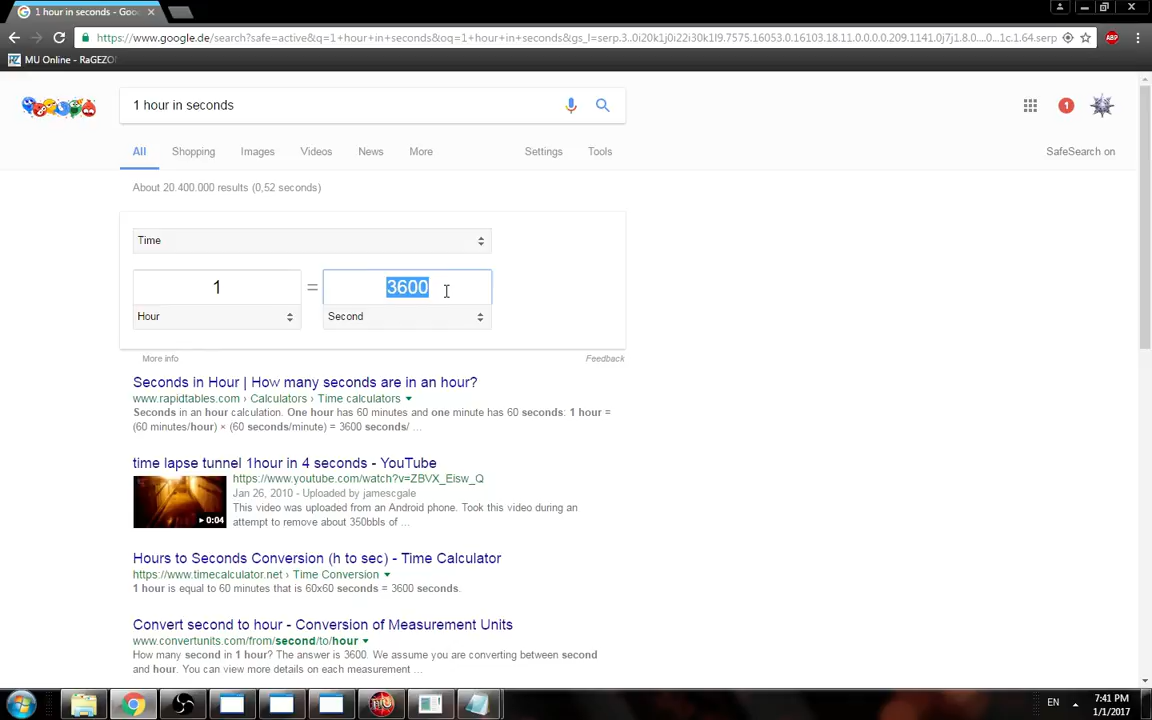 1 hour in seconds - Goo
https://www.google.de/search?safe=active&q=1+hour+in+seconds&oq=1+hour+in+seconds&gs_l=serp.3..0i20k1j0i22i30k1l9.7575.16053.0.16103.18.11.0.0.0.0.209.1141.0j7j1.8.0....0...1c.1.64.serp
ABP
RZ MU Online - RaGEZO
1 hour in seconds
1
All Shopping Images Videos News More Settings Tools
SafeSearch on
About 20.400.000 results (0,52 seconds)
Time
1 = 3600
Hour Second
More info Feedback
Seconds in Hour | How many seconds are in an hour?
www.rapidtables.com › Calculators › Time calculators
Seconds in an hour calculation. One hour has 60 minutes and one minute has 60 seconds: 1 hour =
(60 minutes/hour) × (60 seconds/minute) = 3600 seconds/ ...
time lapse tunnel 1hour in 4 seconds - YouTube
https://www.youtube.com/watch?v=ZBVX_Eisw_Q
Jan 26, 2010 - Uploaded by jamescgale
This video was uploaded from an Android phone. Took this video during an
attempt to remove about 350bbls of ...
0:04
Hours to Seconds Conversion (h to sec) - Time Calculator
https://www.timecalculator.net › Time Conversion
1 hour is equal to 60 minutes that is 60x60 seconds = 3600 seconds.
Convert second to hour - Conversion of Measurement Units
www.convertunits.com/from/second/to/hour
How many second in 1 hour? The answer is 3600. We assume you are converting between second
and hour. You can view more details on each measurement ...
EN
7:41 PM
1/1/2017